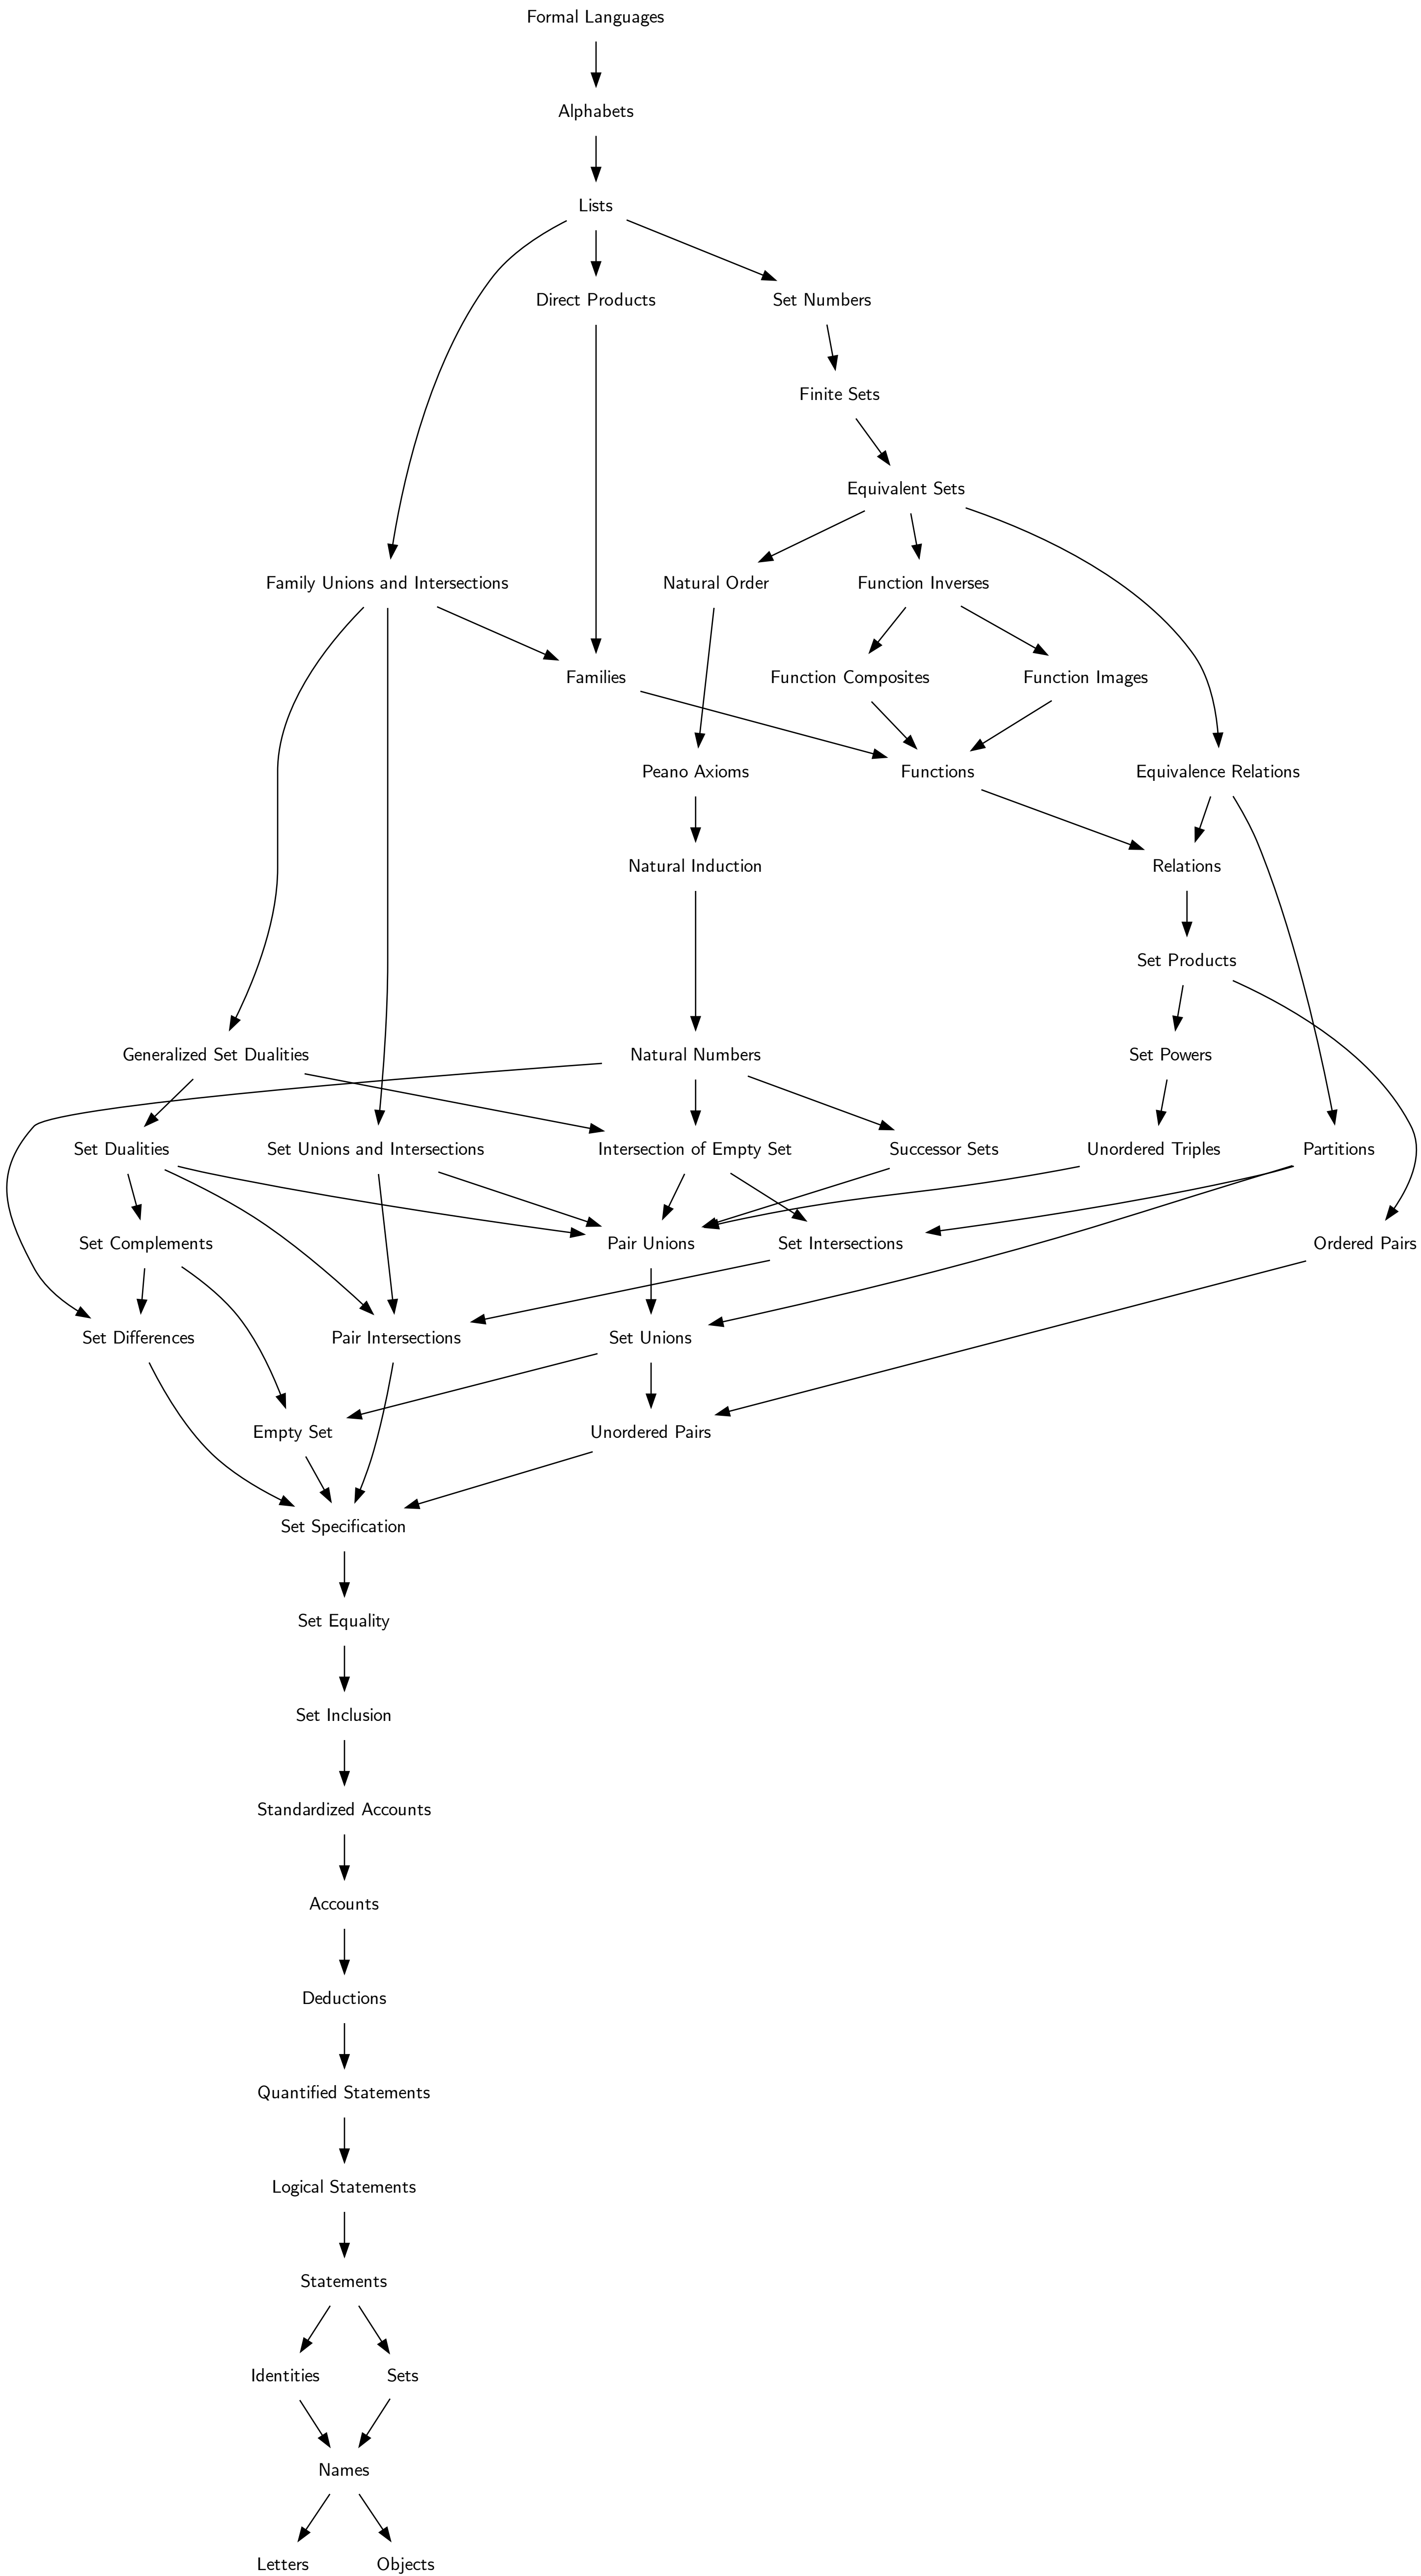 Formal Languages
Alphabets
Lists
Direct Products
Set Numbers
Finite Sets
Equivalent Sets
Family Unions and Intersections
Natural Order
Function Inverses
Families
Function Composites
Function Images
Peano Axioms
Functions
Equivalence Relations
Natural Induction
Relations
Set Products
Generalized Set Dualities
Natural Numbers
Set Powers
Set Dualities
Set Unions and Intersections
Intersection of Empty Set
Successor Sets
Unordered Triples
Partitions
Set Complements
Pair Unions
Set Intersections
Ordered Pairs
Set Differences
Pair Intersections
Set Unions
Empty Set
Unordered Pairs
Set Specification
Set Equality
Set Inclusion
Standardized Accounts
Accounts
Deductions
Quantified Statements
Logical Statements
Statements
Identities
Sets
Names
Letters
Objects